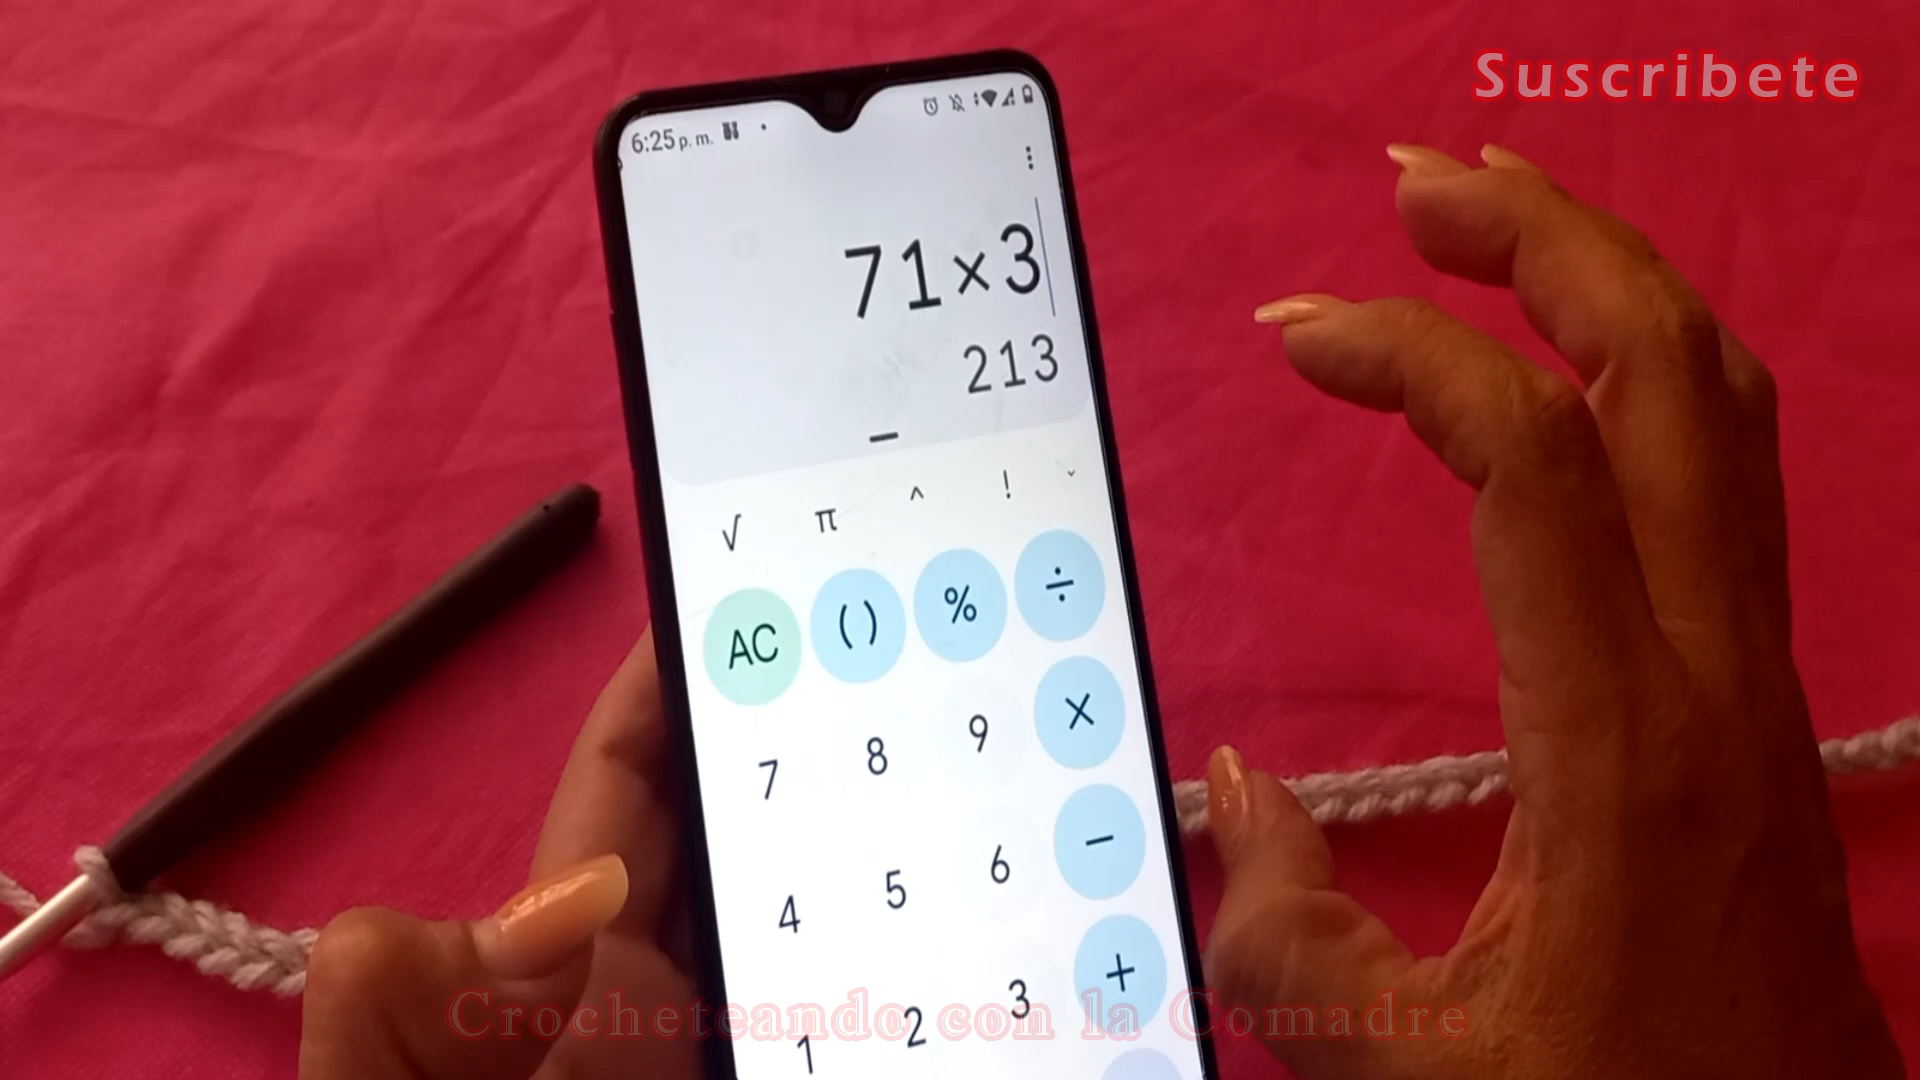 Suscribete
6:25 p. m.
71×3
213
√ π ^ !
AC ( ) % ÷
7 8 9 ×
4 5 6 −
1 2 3 +
Crocheteando con la Comadre